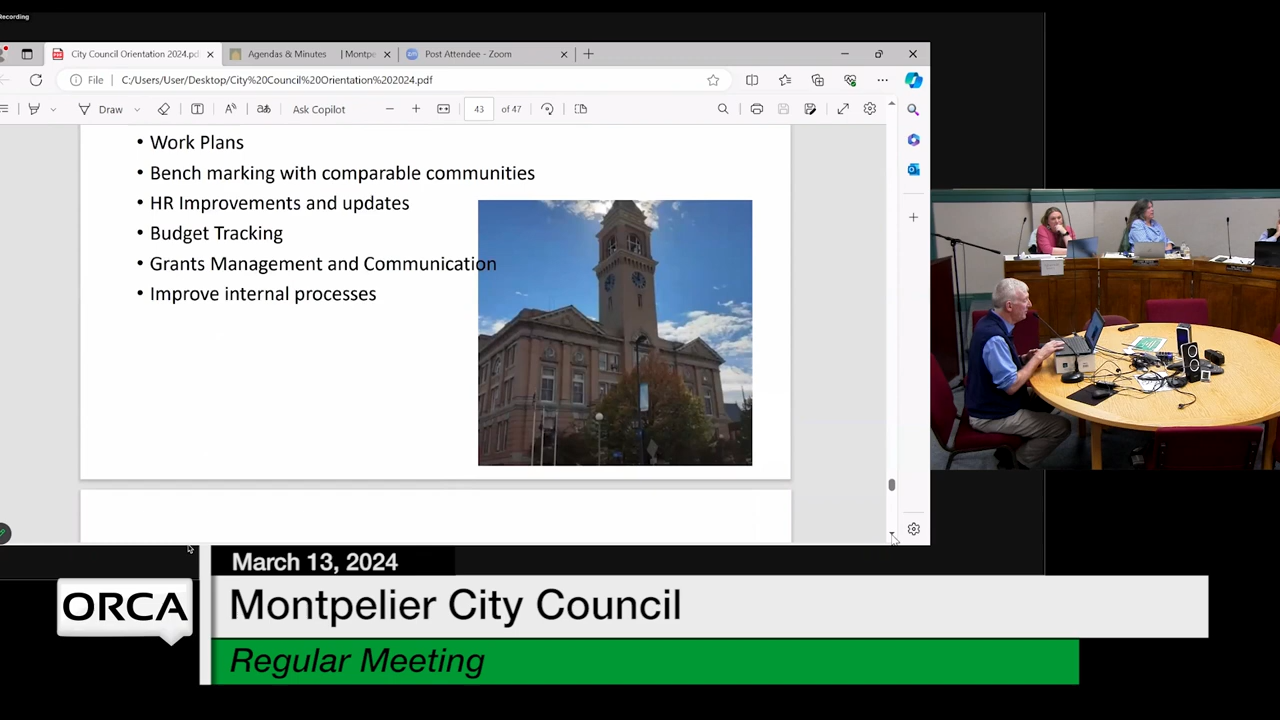 Recording
City Council Orientation 2024.pdf
Agendas & Minutes | Montpe
Post Attendee - Zoom
File C:/Users/User/Desktop/City%20Council%20Orientation%202024.pdf
Draw Ask Copilot 43 of 47
• Work Plans
• Bench marking with comparable communities
• HR Improvements and updates
• Budget Tracking
• Grants Management and Communication
• Improve internal processes
March 13, 2024
ORCA
Montpelier City Council
Regular Meeting